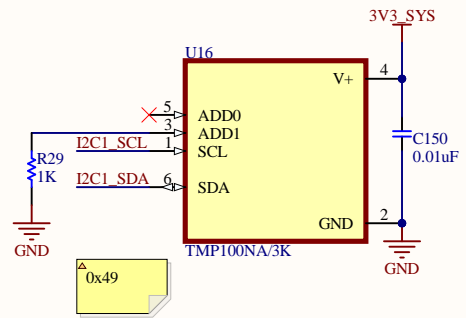 3V3_SYS
U16
V+ 4
5 ADD0
3 ADD1
I2C1_SCL 1 SCL
C150
0.01uF
R29
1K
I2C1_SDA 6 SDA
GND 2
GND
TMP100NA/3K
GND
0x49